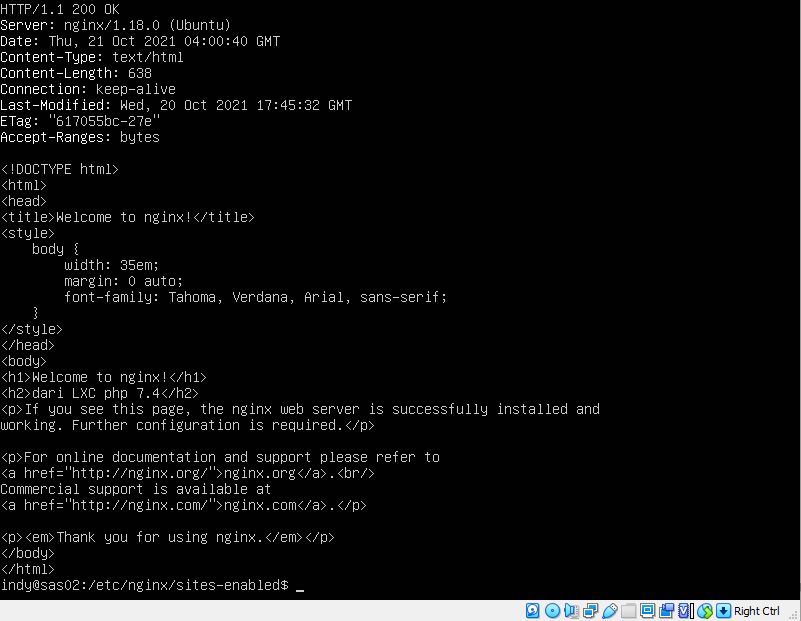 HTTP/1.1 200 OK
Server: nginx/1.18.0 (Ubuntu)
Date: Thu, 21 Oct 2021 04:00:40 GMT
Content-Type: text/html
Content-Length: 638
Connection: keep-alive
Last-Modified: Wed, 20 Oct 2021 17:45:32 GMT
ETag: "617055bc-27e"
Accept-Ranges: bytes

<!DOCTYPE html>
<html>
<head>
<title>Welcome to nginx!</title>
<style>
    body {
        width: 35em;
        margin: 0 auto;
        font-family: Tahoma, Verdana, Arial, sans-serif;
    }
</style>
</head>
<body>
<h1>Welcome to nginx!</h1>
<h2>dari LXC php 7.4</h2>
<p>If you see this page, the nginx web server is successfully installed and
working. Further configuration is required.</p>

<p>For online documentation and support please refer to
<a href="http://nginx.org/">nginx.org</a>.<br/>
Commercial support is available at
<a href="http://nginx.com/">nginx.com</a>.</p>

<p><em>Thank you for using nginx.</em></p>
</body>
</html>
indy@sas02:/etc/nginx/sites-enabled$ _
Right Ctrl